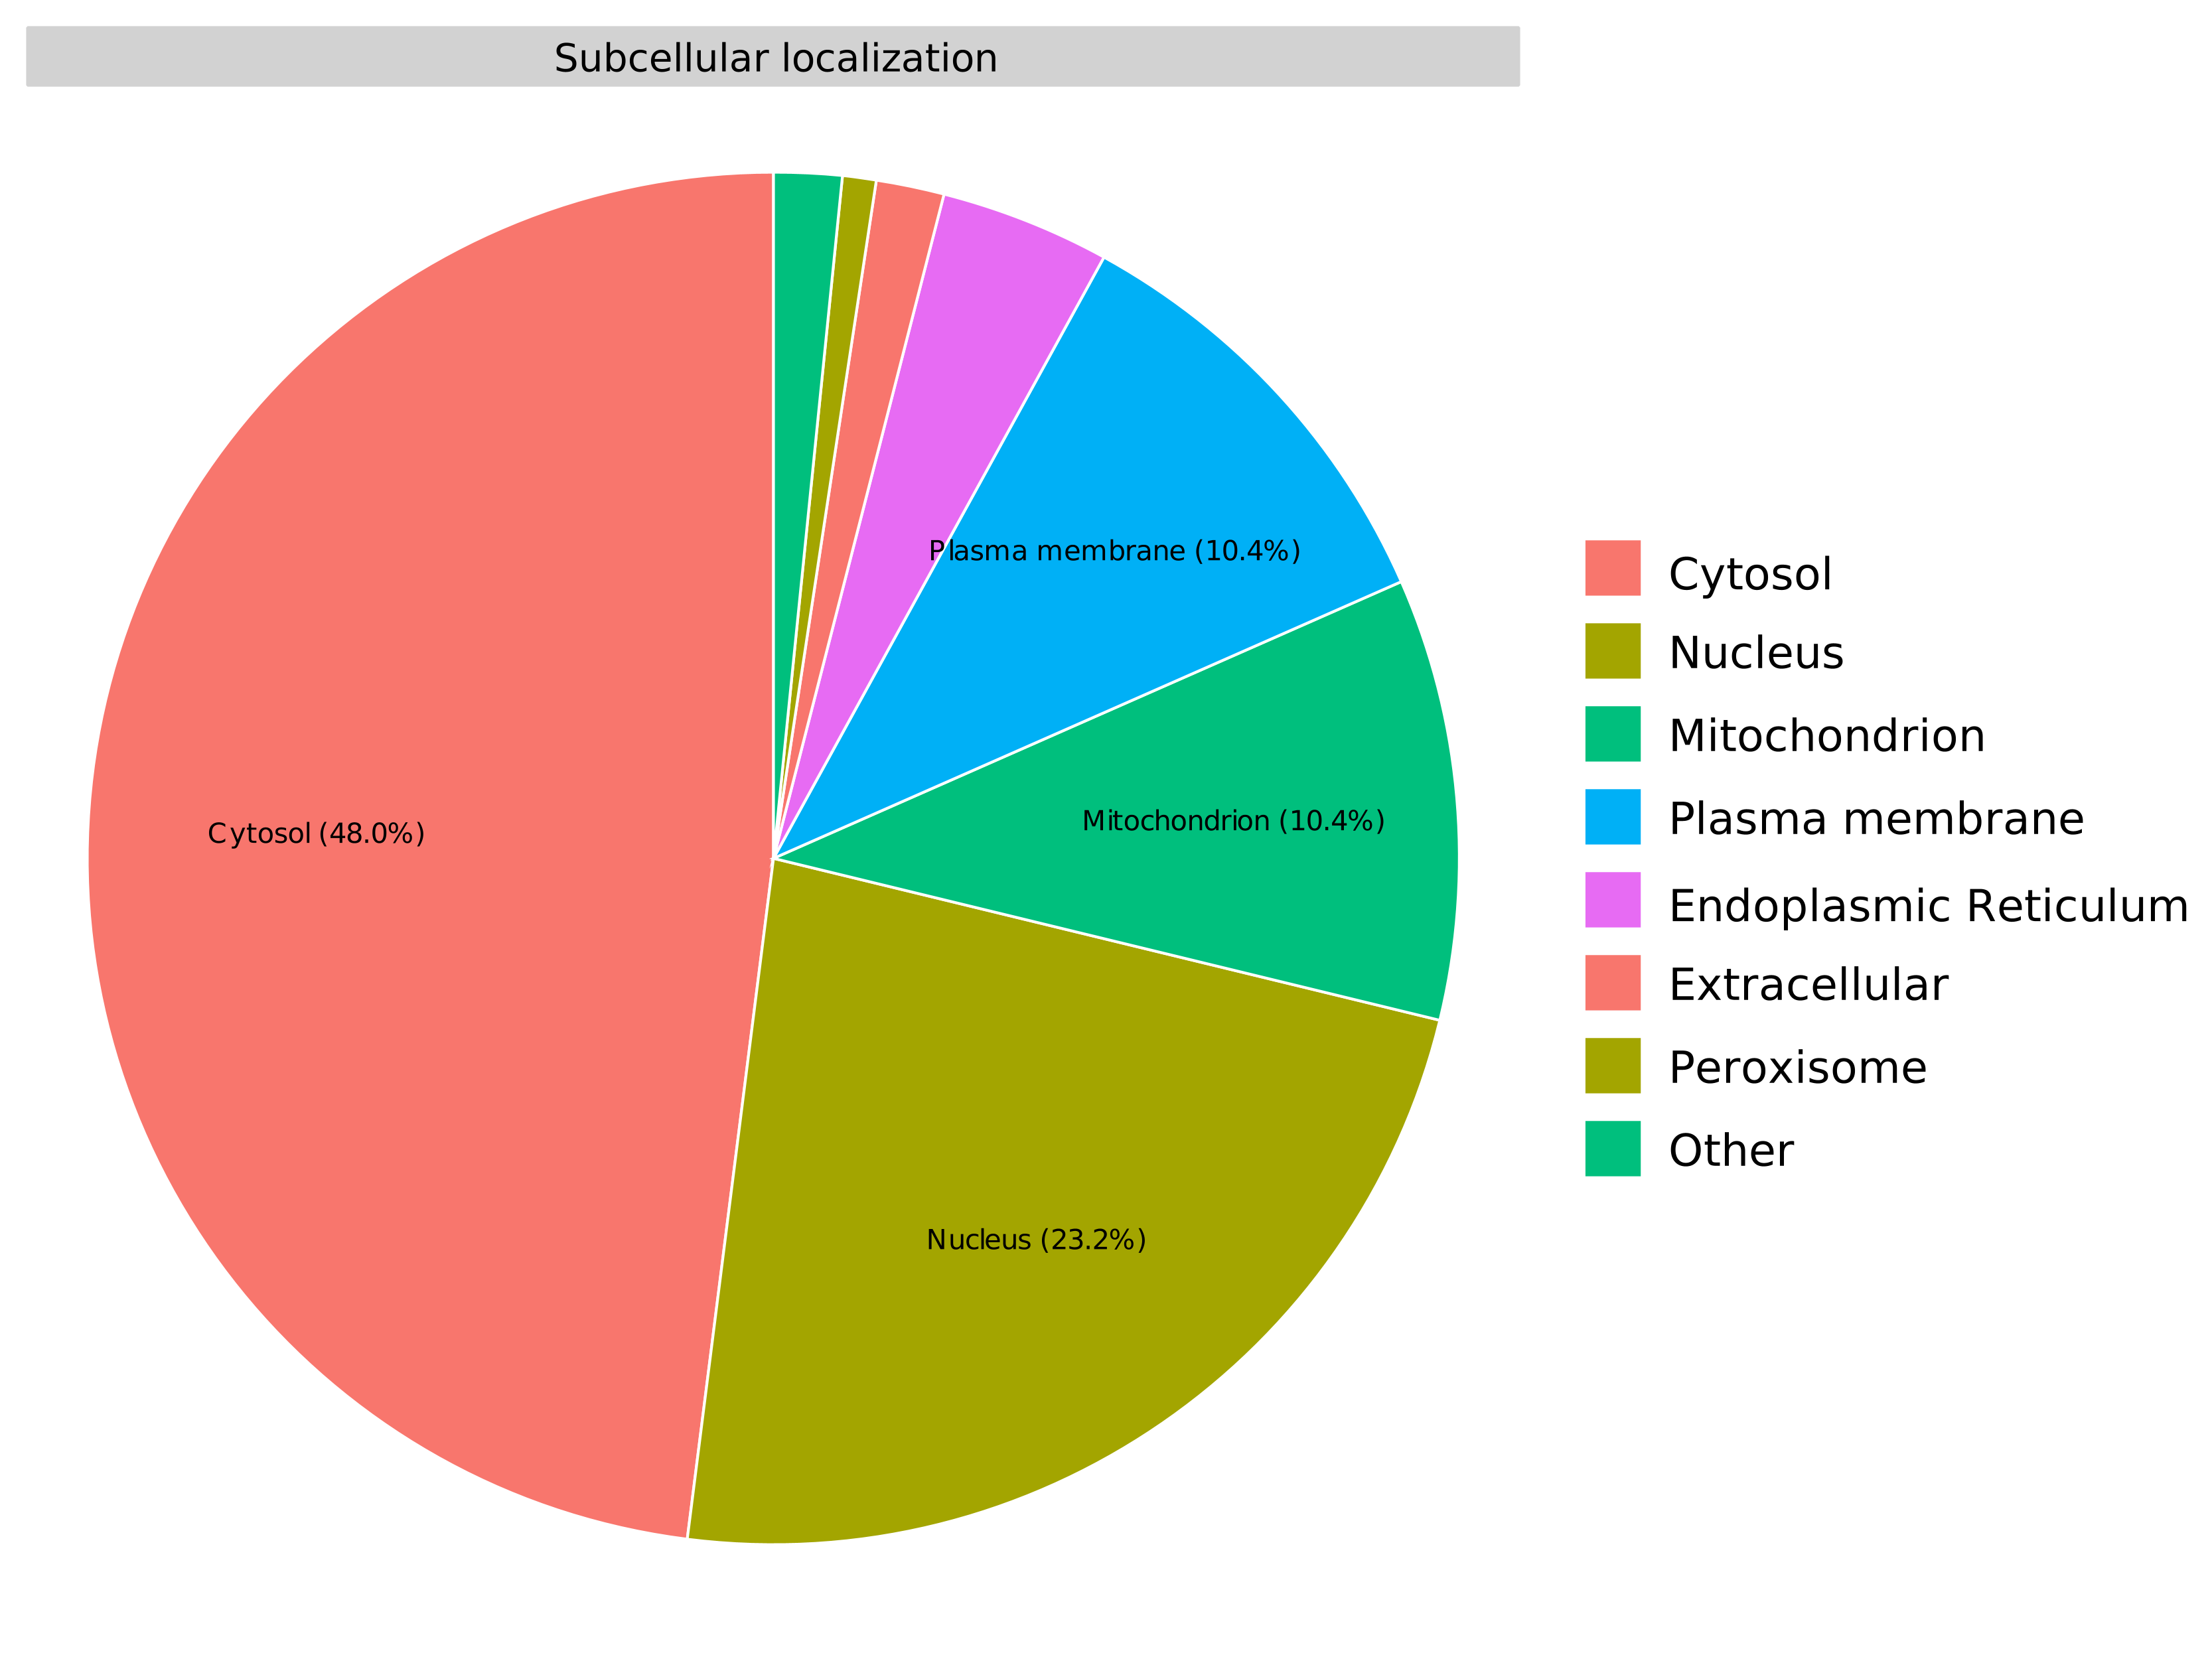 Subcellular localization
Plasma membrane (10.4%)
Mitochondrion (10.4%)
Cytosol (48.0%)
Nucleus (23.2%)
Cytosol
Nucleus
Mitochondrion
Plasma membrane
Endoplasmic Reticulum
Extracellular
Peroxisome
Other